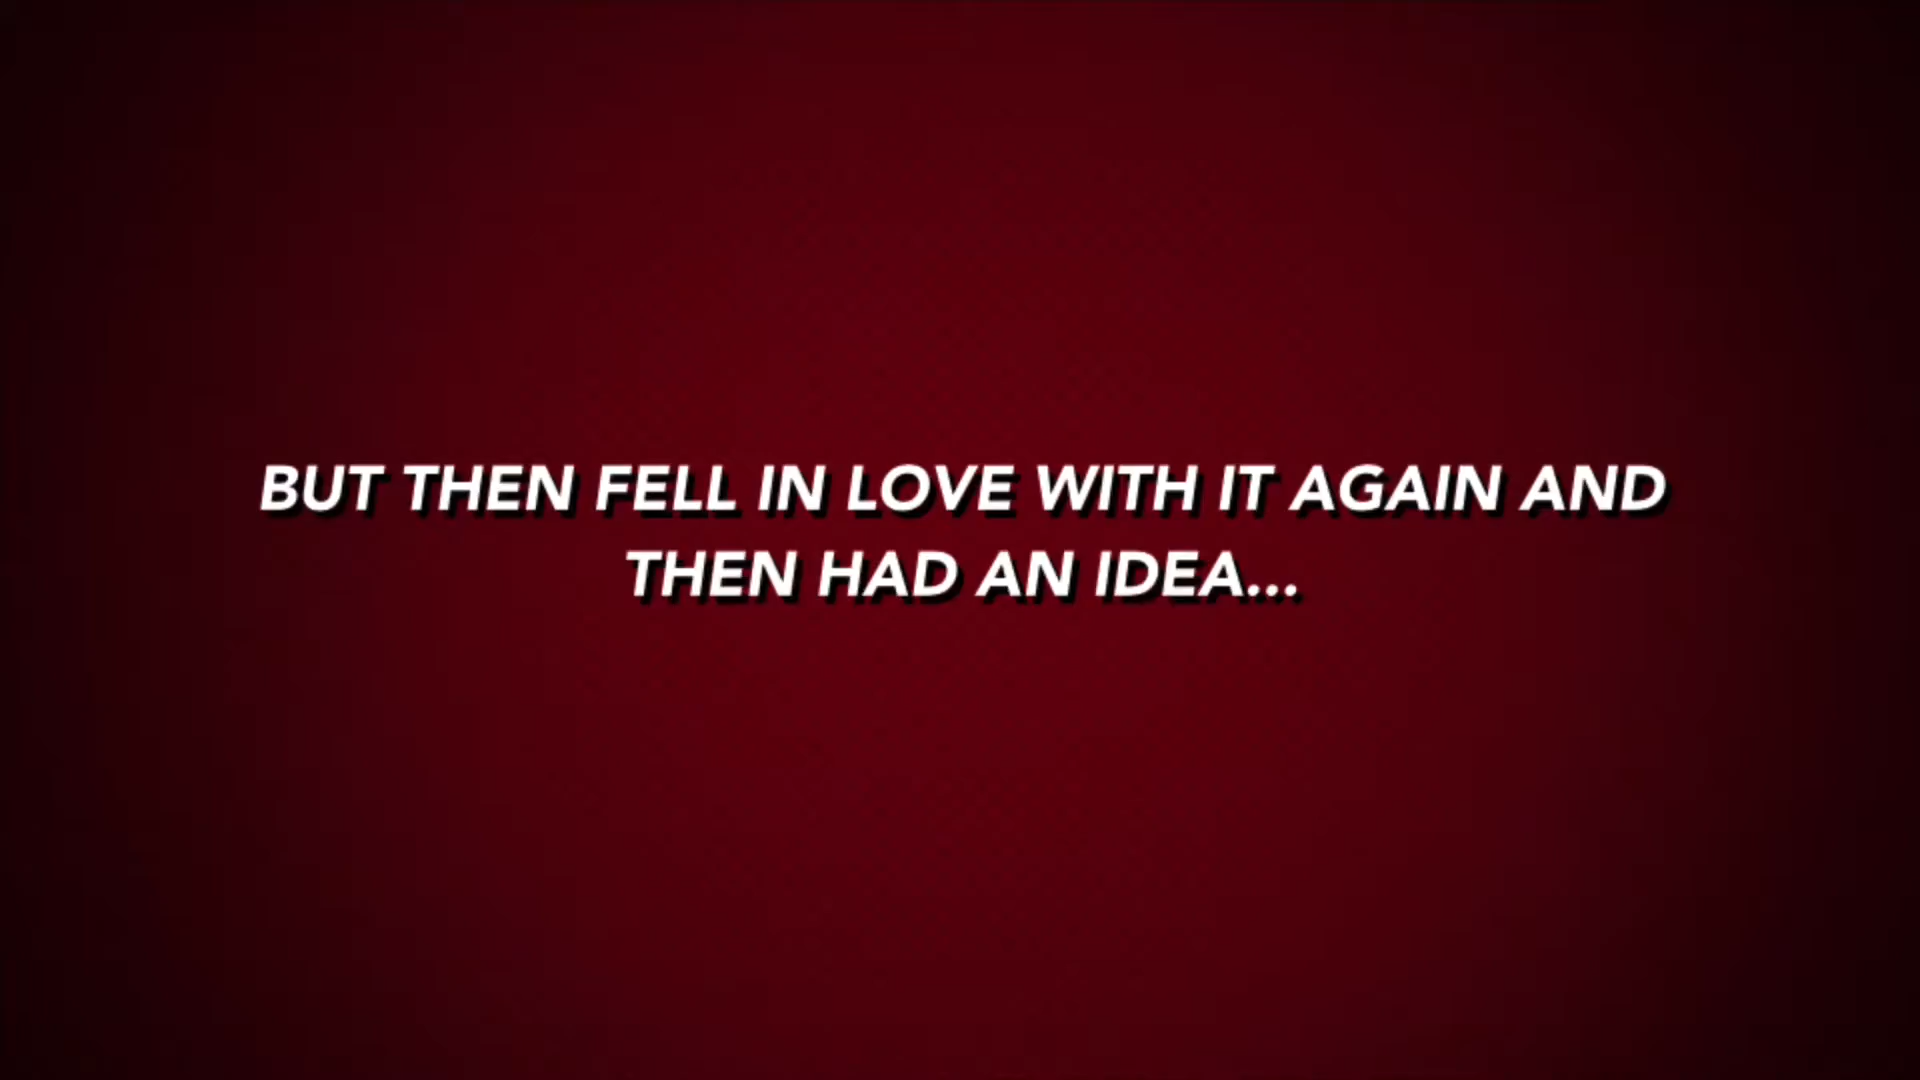 BUT THEN FELL IN LOVE WITH IT AGAIN AND
THEN HAD AN IDEA...